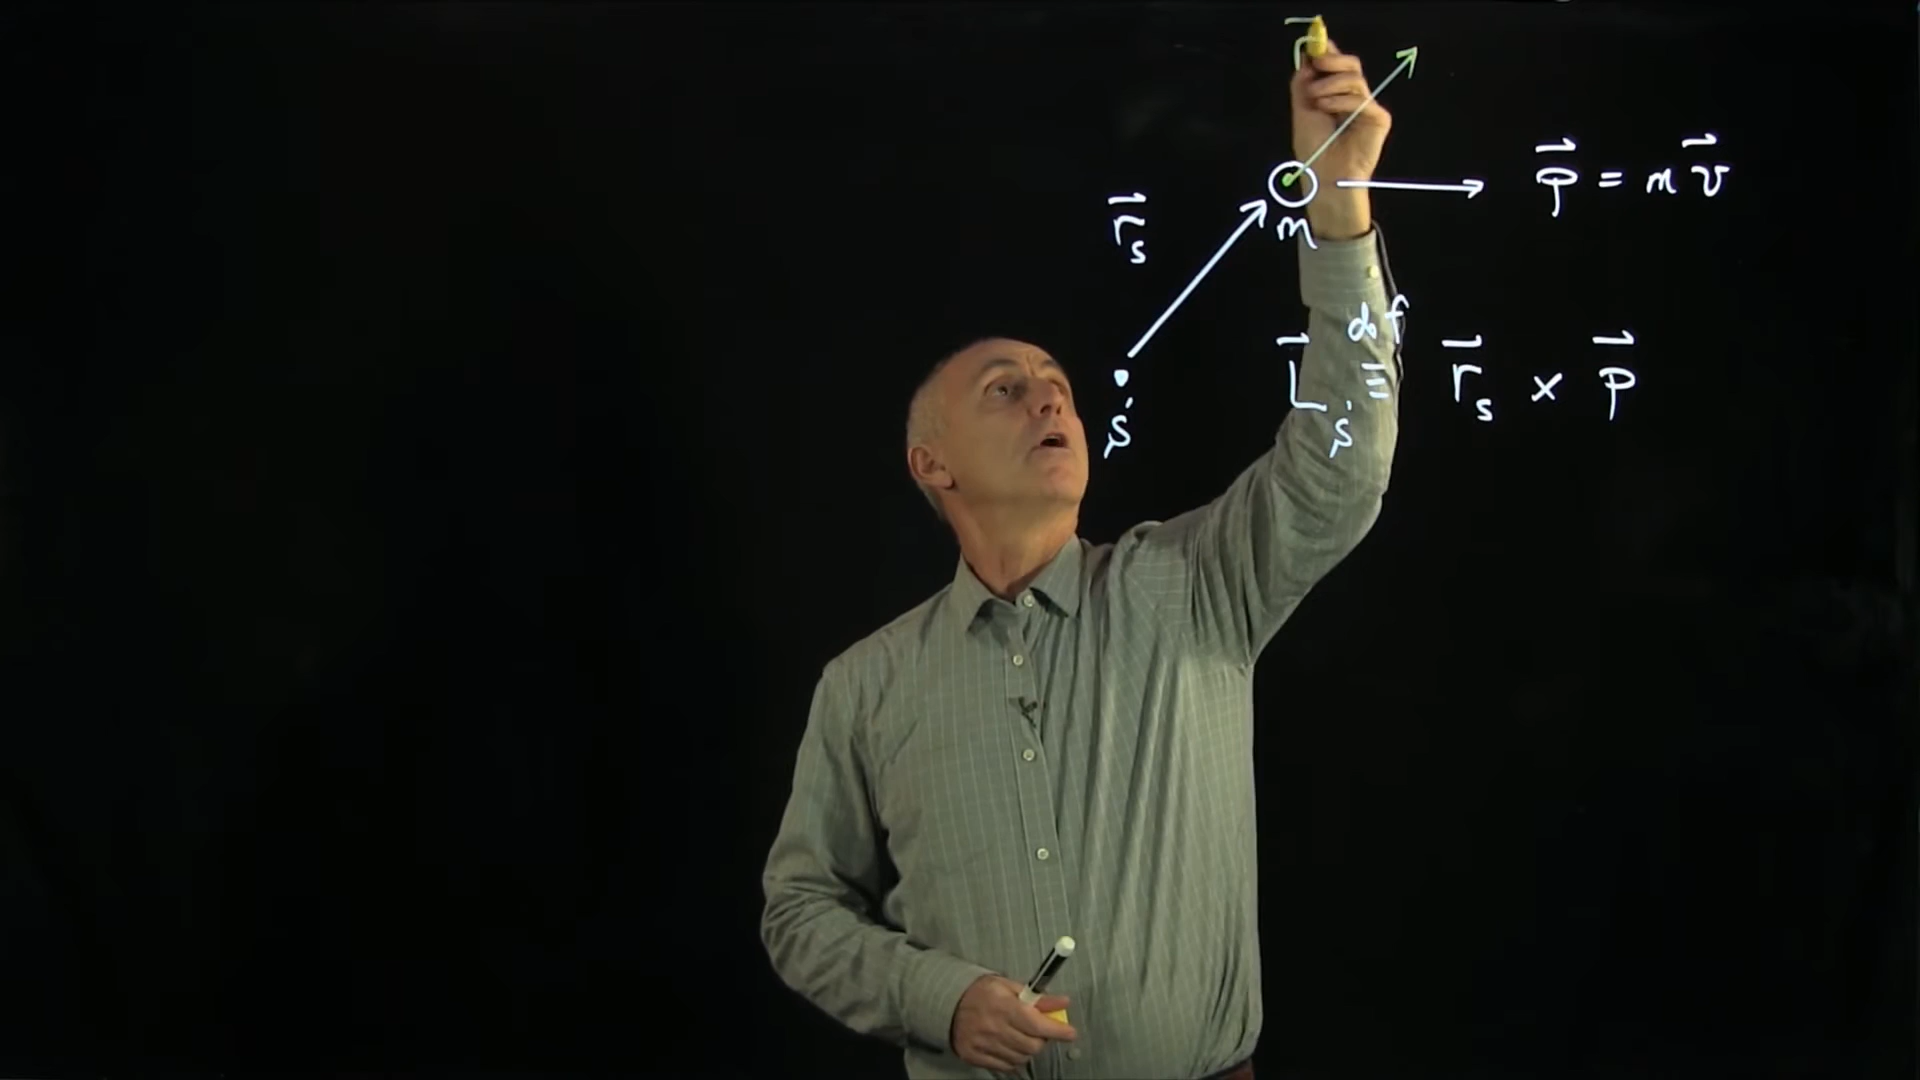 r⃗
p⃗ = m v⃗
r⃗ₛ
m
def
L⃗ₛ ≡ r⃗ₛ × p⃗
s